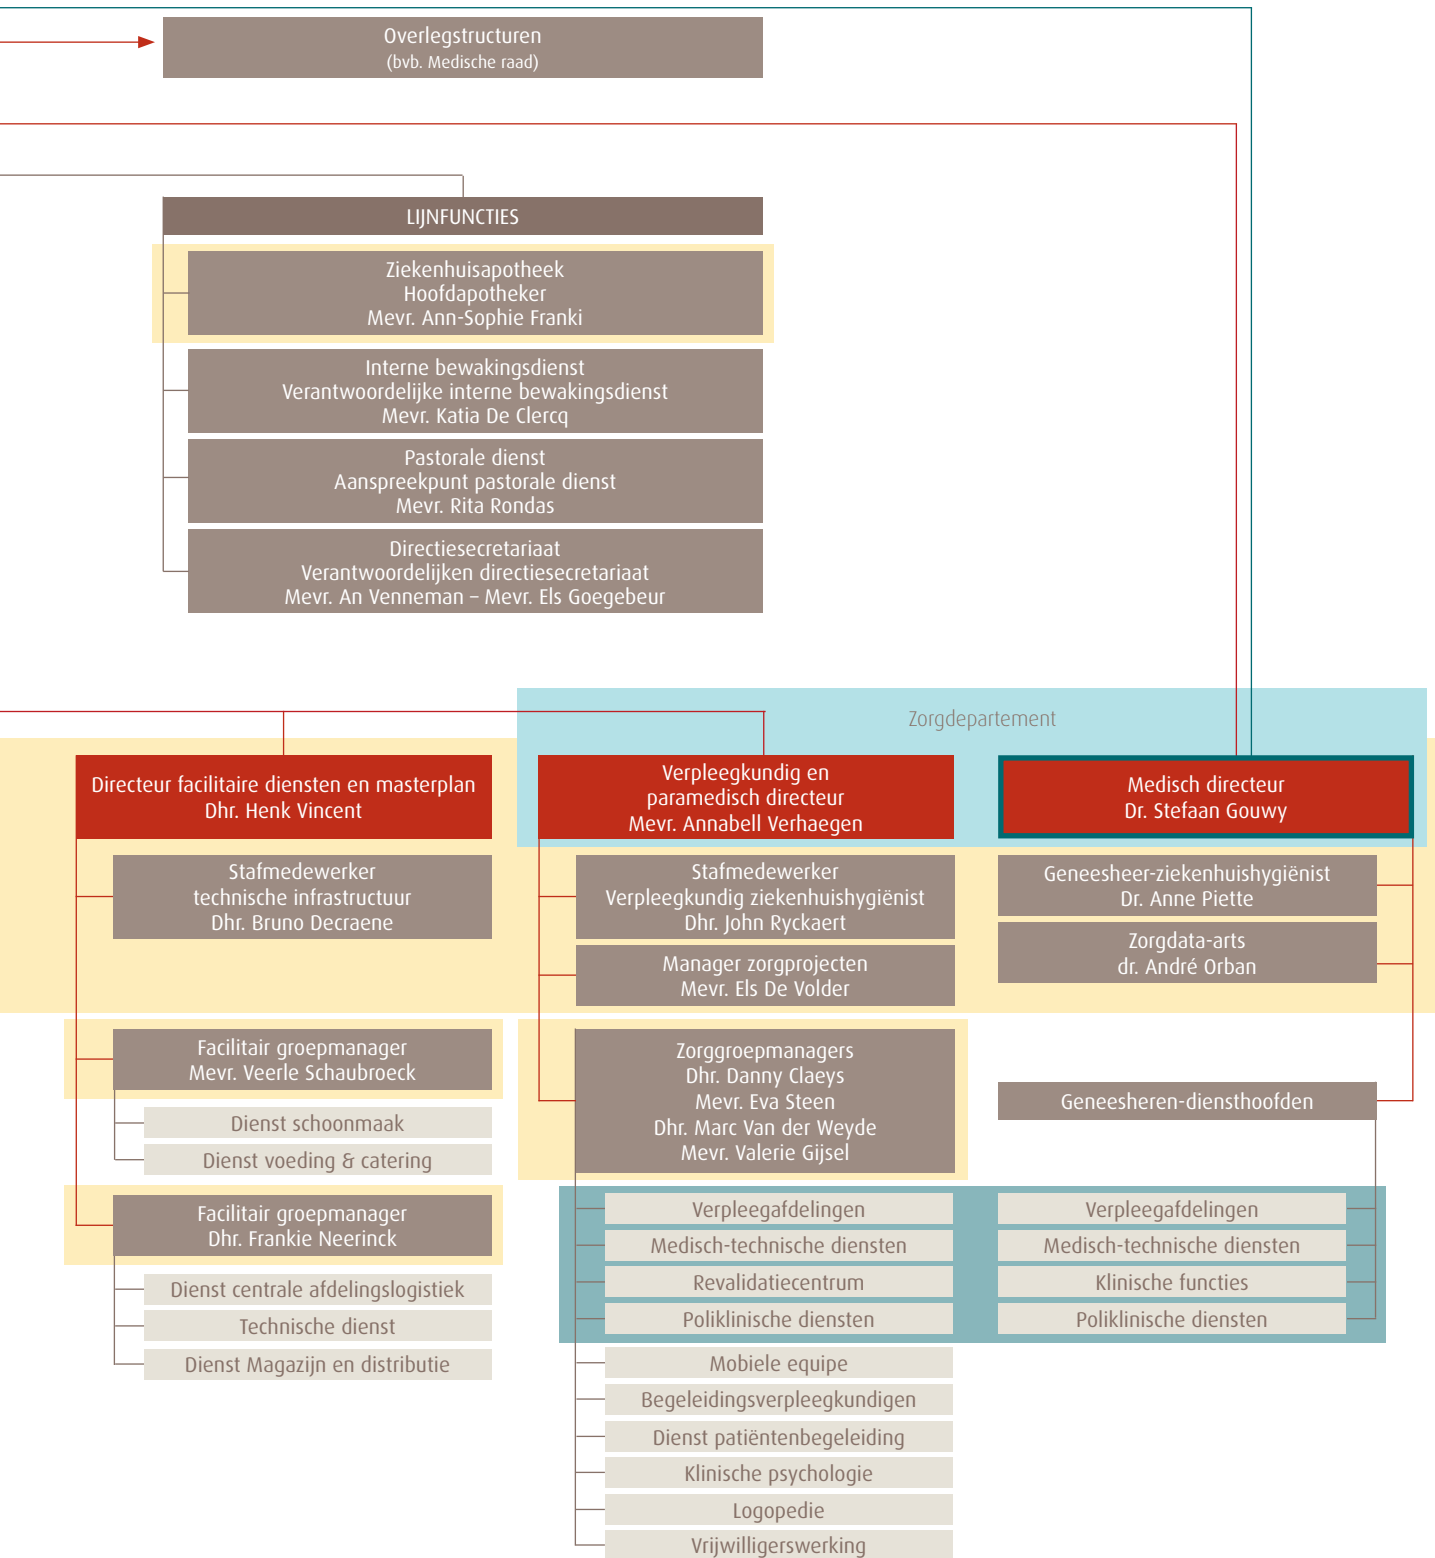 Overlegstructuren
(bvb. Medische raad)
LIJNFUNCTIES
Ziekenhuisapotheek
Hoofdapotheker
Mevr. Ann-Sophie Franki
Interne bewakingsdienst
Verantwoordelijke interne bewakingsdienst
Mevr. Katia De Clercq
Pastorale dienst
Aanspreekpunt pastorale dienst
Mevr. Rita Rondas
Directiesecretariaat
Verantwoordelijken directiesecretariaat
Mevr. An Venneman – Mevr. Els Goegebeur
Zorgdepartement
Directeur facilitaire diensten en masterplan
Dhr. Henk Vincent
Stafmedewerker
technische infrastructuur
Dhr. Bruno Decraene
Facilitair groepmanager
Mevr. Veerle Schaubroeck
Dienst schoonmaak
Dienst voeding & catering
Facilitair groepmanager
Dhr. Frankie Neerinck
Dienst centrale afdelingslogistiek
Technische dienst
Dienst Magazijn en distributie
Verpleegkundig en
paramedisch directeur
Mevr. Annabell Verhaegen
Stafmedewerker
Verpleegkundig ziekenhuishygiënist
Dhr. John Ryckaert
Manager zorgprojecten
Mevr. Els De Volder
Zorggroepmanagers
Dhr. Danny Claeys
Mevr. Eva Steen
Dhr. Marc Van der Weyde
Mevr. Valerie Gijsel
Verpleegafdelingen
Medisch-technische diensten
Revalidatiecentrum
Poliklinische diensten
Mobiele equipe
Begeleidingsverpleegkundigen
Dienst patiëntenbegeleiding
Klinische psychologie
Logopedie
Vrijwilligerswerking
Medisch directeur
Dr. Stefaan Gouwy
Geneesheer-ziekenhuishygiënist
Dr. Anne Piette
Zorgdata-arts
dr. André Orban
Geneesheren-diensthoofden
Verpleegafdelingen
Medisch-technische diensten
Klinische functies
Poliklinische diensten